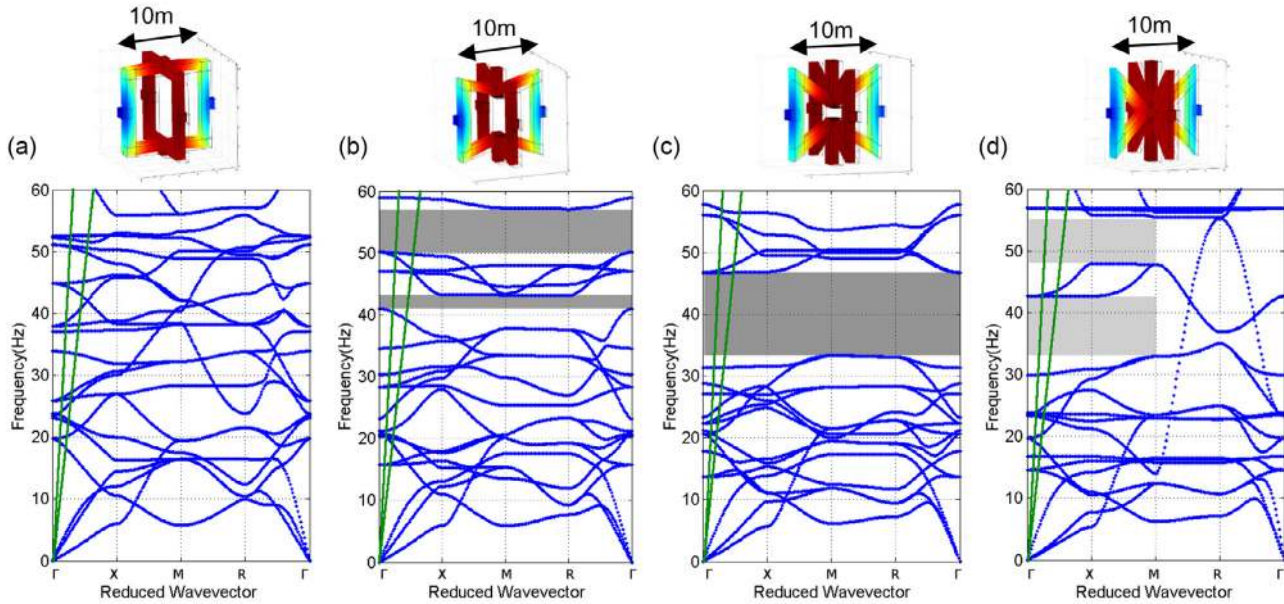 10m
10m
10m
10m
(a)
(b)
(c)
(d)
60
50
40
30
20
10
0
Frequency(Hz)
Γ X M R Γ
Reduced Wavevector
60
50
40
30
20
10
0
Frequency(Hz)
Γ X M R Γ
Reduced Wavevector
60
50
40
30
20
10
0
Frequency(Hz)
Γ X M R Γ
Reduced Wavevector
60
50
40
30
20
10
0
Frequency(Hz)
Γ X M R Γ
Reduced Wavevector